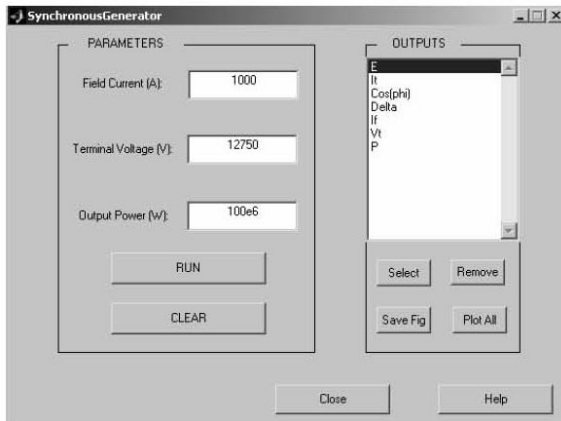 SynchronousGenerator
PARAMETERS
Field Current (A):
1000
Terminal Voltage (V):
12750
Output Power (W):
100e6
RUN
CLEAR
OUTPUTS
E
It
Cos(phi)
Delta
If
Vt
P
Select
Remove
Save Fig
Plot All
Close
Help